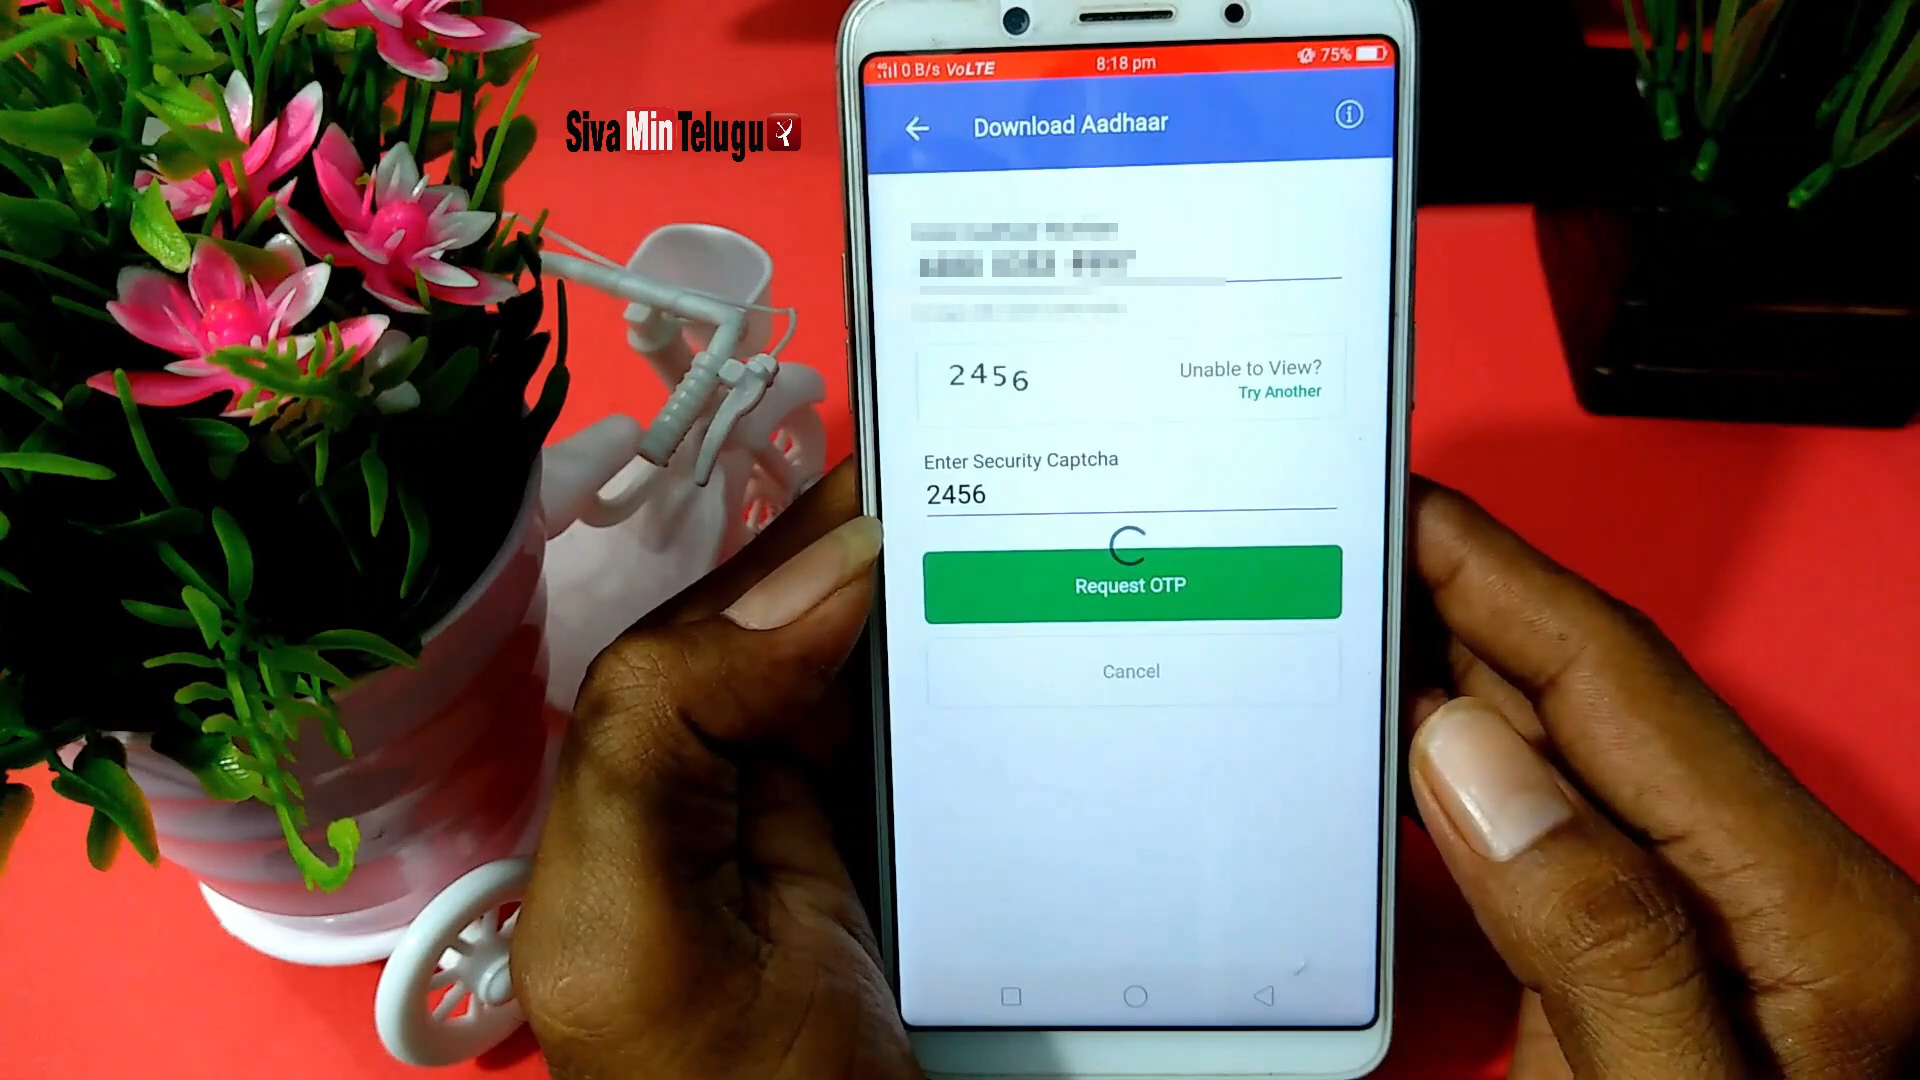 Siva Min Telugu
0 B/s VoLTE 8:18 pm 75%
Download Aadhaar
2456
Unable to View?
Try Another
Enter Security Captcha
2456
Request OTP
Cancel